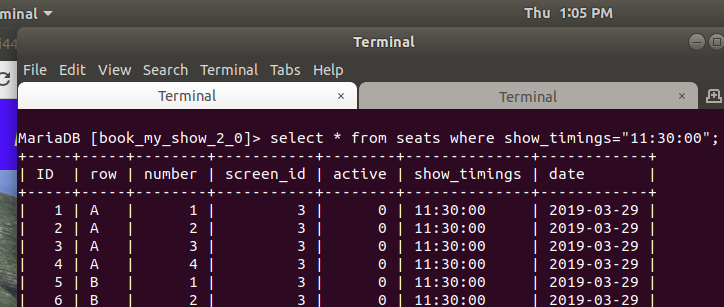 rminal Thu 1:05 PM
Terminal
File Edit View Search Terminal Tabs Help
Terminal × Terminal ×
MariaDB [book_my_show_2_0]> select * from seats where show_timings="11:30:00";
+----+-----+--------+-----------+--------+--------------+------------+
| ID | row | number | screen_id | active | show_timings | date |
+----+-----+--------+-----------+--------+--------------+------------+
| 1 | A | 1 | 3 | 0 | 11:30:00 | 2019-03-29 |
| 2 | A | 2 | 3 | 0 | 11:30:00 | 2019-03-29 |
| 3 | A | 3 | 3 | 0 | 11:30:00 | 2019-03-29 |
| 4 | A | 4 | 3 | 0 | 11:30:00 | 2019-03-29 |
| 5 | B | 1 | 3 | 0 | 11:30:00 | 2019-03-29 |
| 6 | B | 2 | 3 | 0 | 11:30:00 | 2019-03-29 |